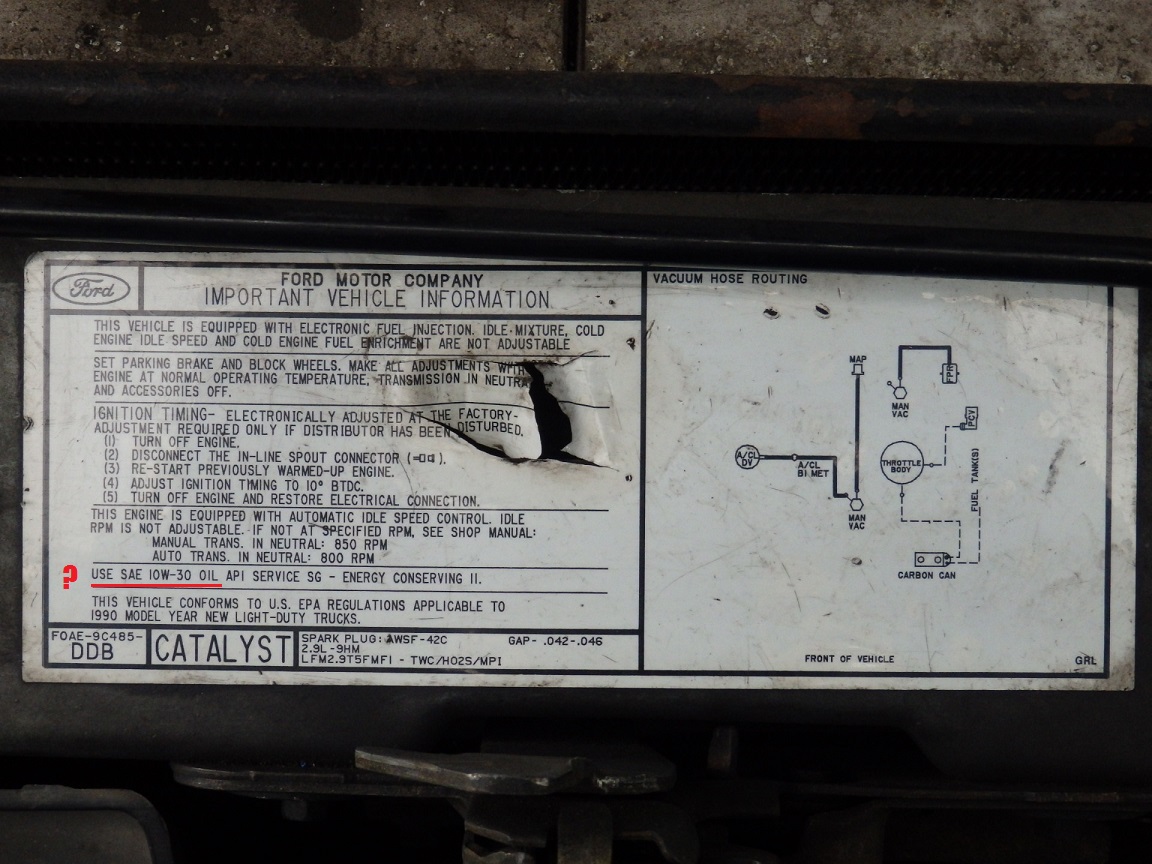 Ford
FORD MOTOR COMPANY
IMPORTANT VEHICLE INFORMATION
THIS VEHICLE IS EQUIPPED WITH ELECTRONIC FUEL INJECTION. IDLE-MIXTURE, COLD
ENGINE IDLE SPEED AND COLD ENGINE FUEL ENRICHMENT ARE NOT ADJUSTABLE
SET PARKING BRAKE AND BLOCK WHEELS. MAKE ALL ADJUSTMENTS WITH
ENGINE AT NORMAL OPERATING TEMPERATURE, TRANSMISSION IN NEUTRA
AND ACCESSORIES OFF.
IGNITION TIMING- ELECTRONICALLY ADJUSTED AT THE FACTORY-
ADJUSTMENT REQUIRED ONLY IF DISTRIBUTOR HAS BEEN DISTURBED.
(1) TURN OFF ENGINE.
(2) DISCONNECT THE IN-LINE SPOUT CONNECTOR ( ).
(3) RE-START PREVIOUSLY WARMED-UP ENGINE.
(4) ADJUST IGNITION TIMING TO 10° BTDC.
(5) TURN OFF ENGINE AND RESTORE ELECTRICAL CONNECTION.
THIS ENGINE IS EQUIPPED WITH AUTOMATIC IDLE SPEED CONTROL. IDLE
RPM IS NOT ADJUSTABLE. IF NOT AT SPECIFIED RPM, SEE SHOP MANUAL:
MANUAL TRANS. IN NEUTRAL: 850 RPM
AUTO TRANS. IN NEUTRAL: 800 RPM
? USE SAE 10W-30 OIL API SERVICE SG - ENERGY CONSERVING II.
THIS VEHICLE CONFORMS TO U.S. EPA REGULATIONS APPLICABLE TO
1990 MODEL YEAR NEW LIGHT-DUTY TRUCKS.
F0AE-9C485-
DDB
CATALYST
SPARK PLUG: AWSF-42C GAP- .042-.046
2.9L-9HM
LFM2.9T5FMF1 - TWC/HO2S/MPI
VACUUM HOSE ROUTING
MAP
FPR
MAN
VAC
PCV
A/CL
DV
A/CL
BI MET
THROTTLE
BODY
FUEL TANK(S)
MAN
VAC
CARBON CAN
FRONT OF VEHICLE
GRL